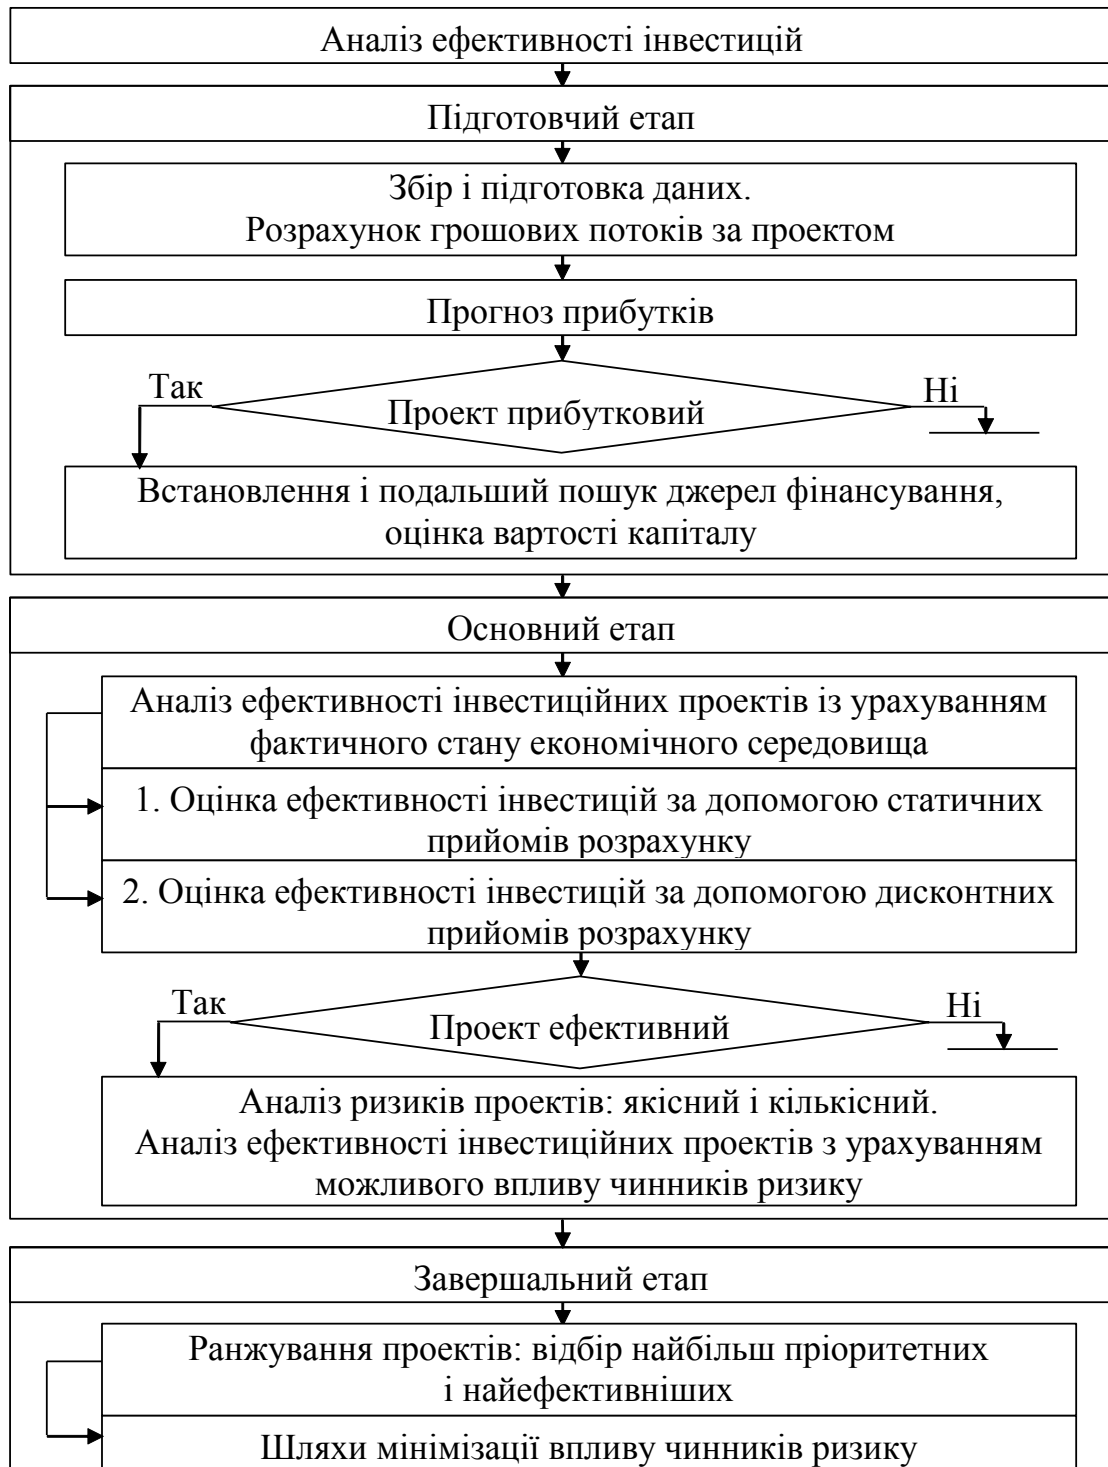 Аналіз ефективності інвестицій
Підготовчий етап
Збір і підготовка даних.
Розрахунок грошових потоків за проектом
Прогноз прибутків
Так
Ні
Проект прибутковий
Встановлення і подальший пошук джерел фінансування,
оцінка вартості капіталу
Основний етап
Аналіз ефективності інвестиційних проектів із урахуванням
фактичного стану економічного середовища
1. Оцінка ефективності інвестицій за допомогою статичних
прийомів розрахунку
2. Оцінка ефективності інвестицій за допомогою дисконтних
прийомів розрахунку
Так
Ні
Проект ефективний
Аналіз ризиків проектів: якісний і кількісний.
Аналіз ефективності інвестиційних проектів з урахуванням
можливого впливу чинників ризику
Завершальний етап
Ранжування проектів: відбір найбільш пріоритетних
і найефективніших
Шляхи мінімізації впливу чинників ризику